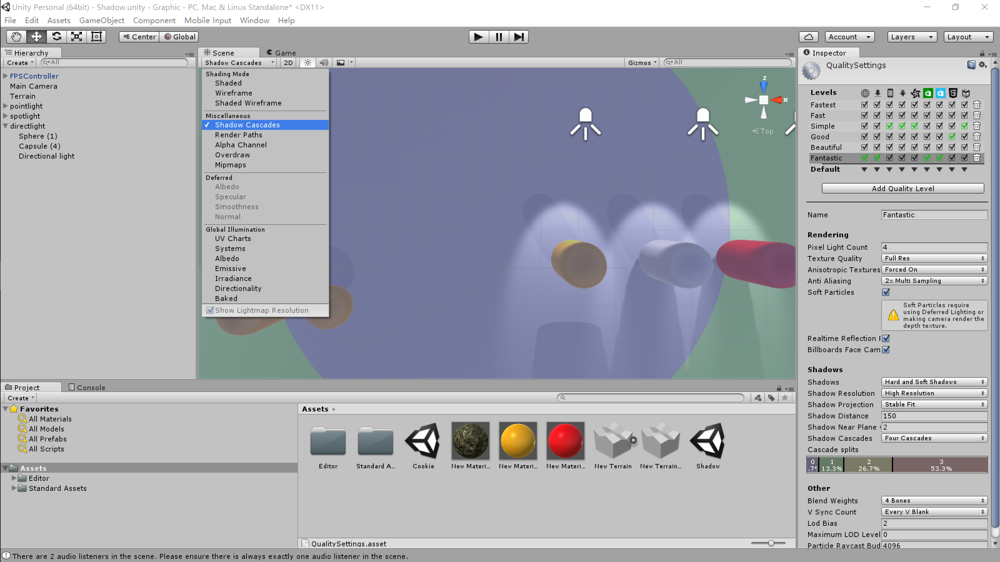 Unity Personal (64bit) - Shadow.unity - Graphic - PC, Mac & Linux Standalone* <DX11>
File Edit Assets GameObject Component Mobile Input Window Help
Center Global Account Layers Layout
Hierarchy
Create All
FPSController
Main Camera
Terrain
pointlight
spotlight
directlight
Sphere (1)
Capsule (4)
Directional light
Scene Game
Shadow Cascades 2D Gizmos All
Shading Mode
Shaded
Wireframe
Shaded Wireframe
Miscellaneous
✓ Shadow Cascades
Render Paths
Alpha Channel
Overdraw
Mipmaps
Deferred
Albedo
Specular
Smoothness
Normal
Global Illumination
UV Charts
Systems
Albedo
Emissive
Irradiance
Directionality
Baked
Show Lightmap Resolution
z
x
Top
Inspector
QualitySettings
Levels
Fastest
Fast
Simple
Good
Beautiful
Fantastic
Default
Add Quality Level
Name Fantastic
Rendering
Pixel Light Count 4
Texture Quality Full Res
Anisotropic Textures Forced On
Anti Aliasing 2x Multi Sampling
Soft Particles
Soft Particles require
using Deferred Lighting or
making camera render the
depth texture.
Realtime Reflection
Billboards Face Cam
Shadows
Shadows Hard and Soft Shadows
Shadow Resolution High Resolution
Shadow Projection Stable Fit
Shadow Distance 150
Shadow Near Plane 2
Shadow Cascades Four Cascades
Cascade splits
0 1 2 3
.7% 13.3% 26.7% 53.3%
Other
Blend Weights 4 Bones
V Sync Count Every V Blank
Lod Bias 2
Maximum LOD Level 0
Particle Raycast Bud 4096
Project Console
Create
Favorites
All Materials
All Models
All Prefabs
All Scripts
Assets
Editor
Standard Assets
Assets
Editor Standard A... Cookie New Materi... New Materi... New Materi... New Terrain New Terrain... Shadow
QualitySettings.asset
There are 2 audio listeners in the scene. Please ensure there is always exactly one audio listener in the scene.